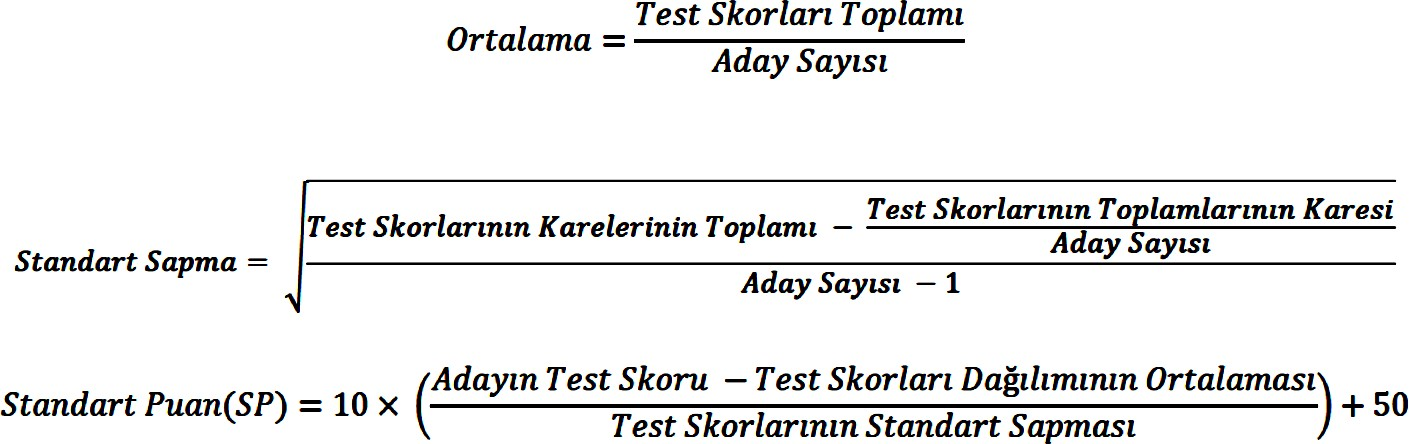 Ortalama = Test Skorları Toplamı / Aday Sayısı
Standart Sapma = √((Test Skorlarının Karelerinin Toplamı − Test Skorlarının Toplamlarının Karesi / Aday Sayısı) / (Aday Sayısı − 1))
Standart Puan(SP) = 10 × (Adayın Test Skoru − Test Skorları Dağılımının Ortalaması / Test Skorlarının Standart Sapması) + 50